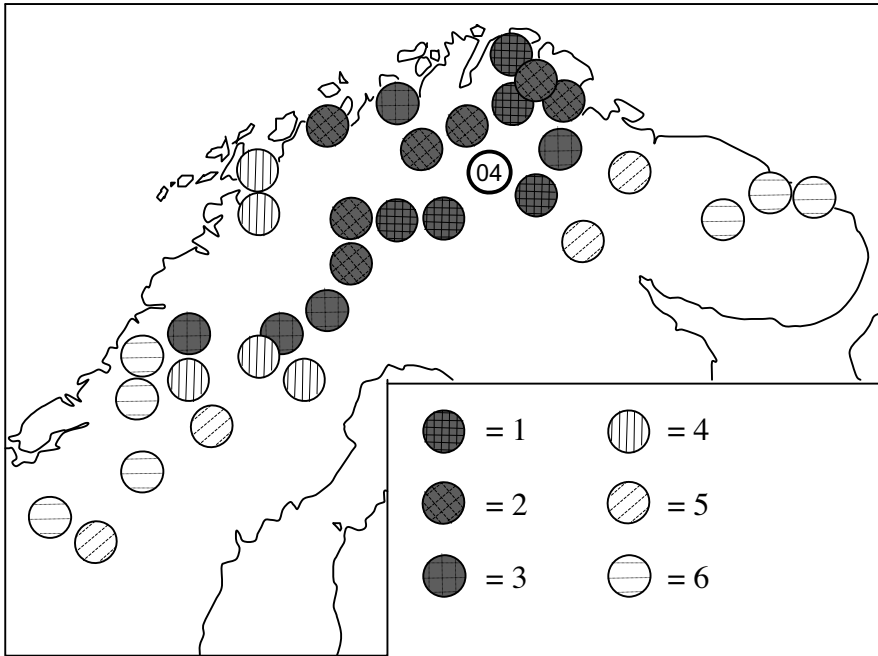 04
= 1 = 4
= 2 = 5
= 3 = 6